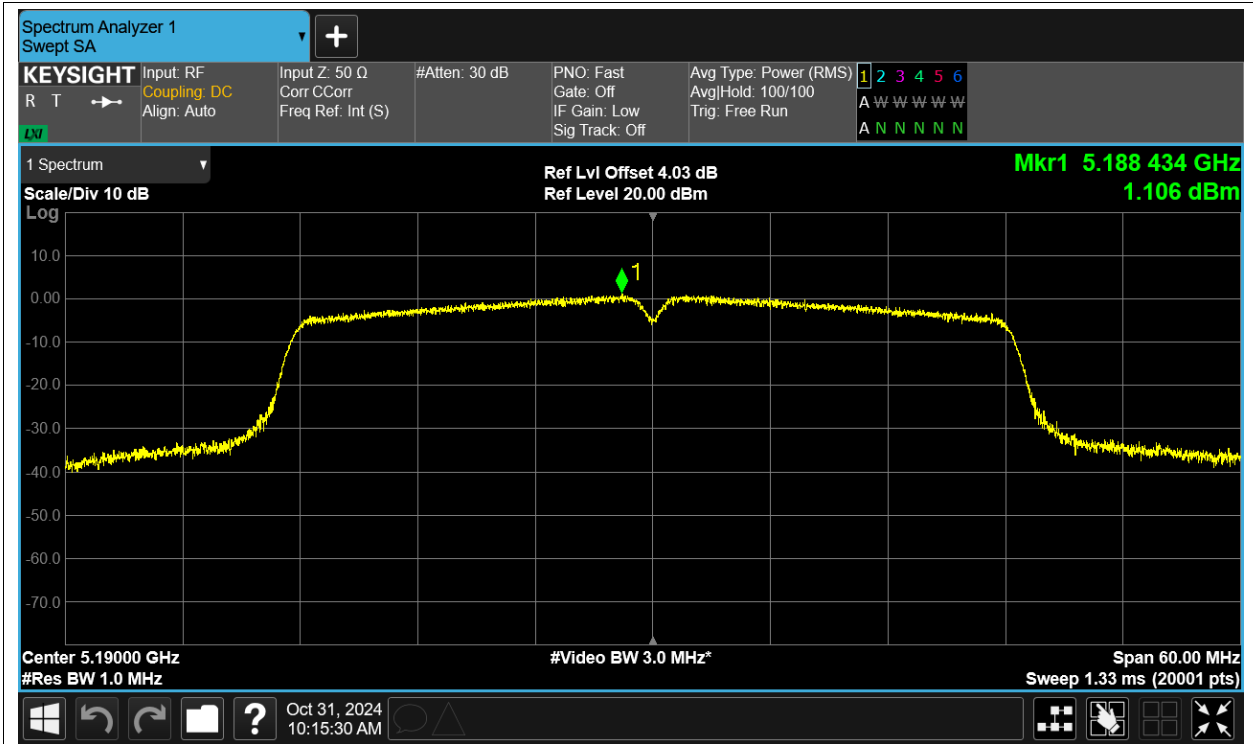 Spectrum Analyzer 1
Swept SA
+
KEYSIGHT
R T
LXI
Input: RF
Coupling: DC
Align: Auto
Input Z: 50 Ω
Corr CCorr
Freq Ref: Int (S)
#Atten: 30 dB
PNO: Fast
Gate: Off
IF Gain: Low
Sig Track: Off
Avg Type: Power (RMS)
Avg|Hold: 100/100
Trig: Free Run
1 2 3 4 5 6
A W W W W W
A N N N N N
1 Spectrum
Scale/Div 10 dB
Log
Ref Lvl Offset 4.03 dB
Ref Level 20.00 dBm
Mkr1 5.188 434 GHz
1.106 dBm
1
10.0
0.00
-10.0
-20.0
-30.0
-40.0
-50.0
-60.0
-70.0
Center 5.19000 GHz
#Res BW 1.0 MHz
#Video BW 3.0 MHz*
Span 60.00 MHz
Sweep 1.33 ms (20001 pts)
?
Oct 31, 2024
10:15:30 AM